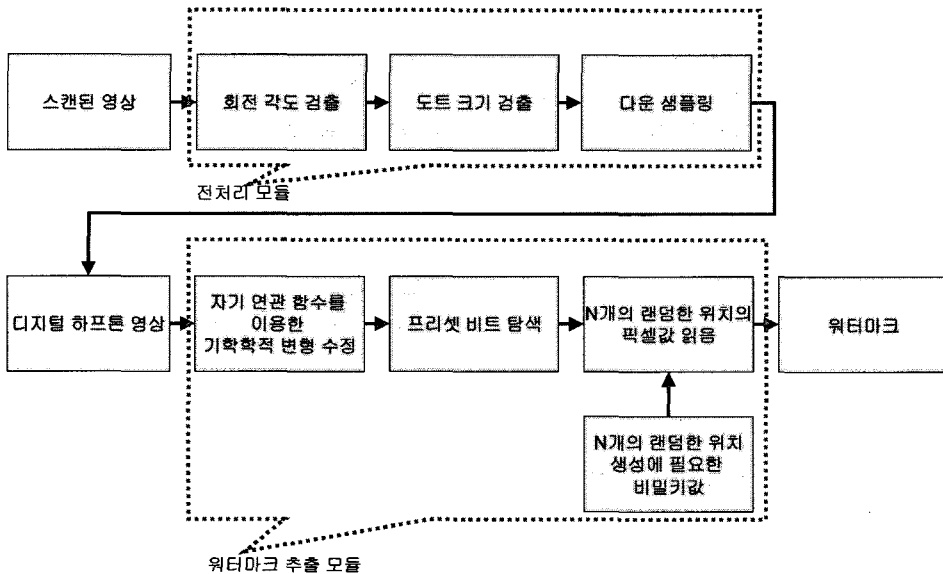 스캔된 영상
회전 각도 검출
도트 크기 검출
다운 샘플링
전처리 모듈
디지털 하프톤 영상
자기 연관 함수를
이용한
기학학적 변형 수정
프리셋 비트 탐색
N개의 랜덤한 위치의
픽셀값 읽음
워터마크
N개의 랜덤한 위치
생성에 필요한
비밀키값
워터마크 추출 모듈